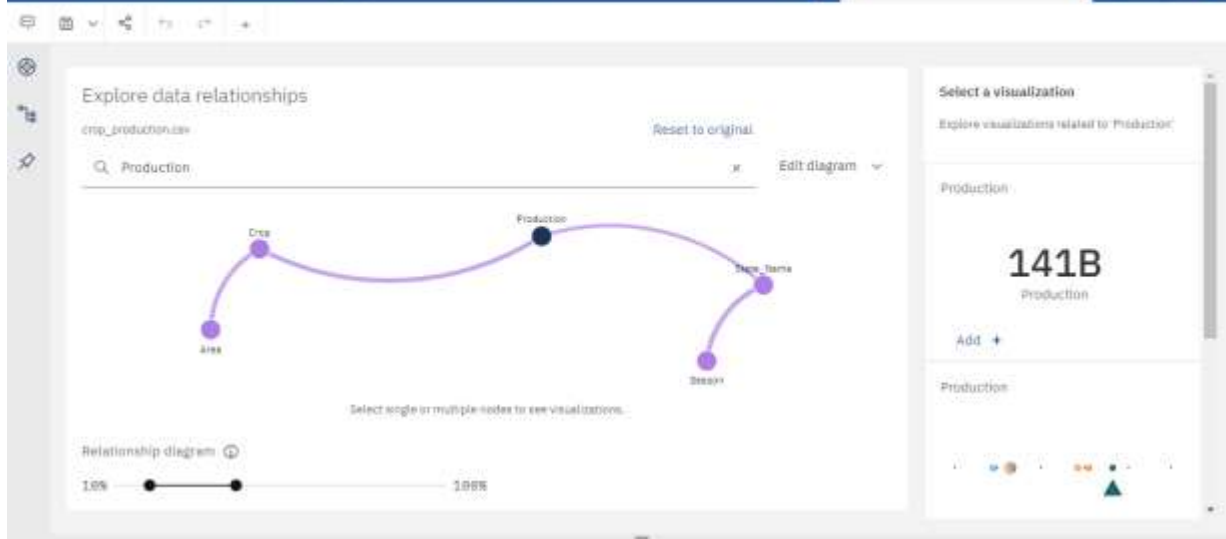 Explore data relationships
crop_production.csv
Reset to original
Production
×
Edit diagram
Production
Crop
State_Name
Area
Season
Select single or multiple nodes to see visualizations.
Relationship diagram
10%
100%
Select a visualization
Explore visualizations related to 'Production'
Production
141B
Production
Add +
Production